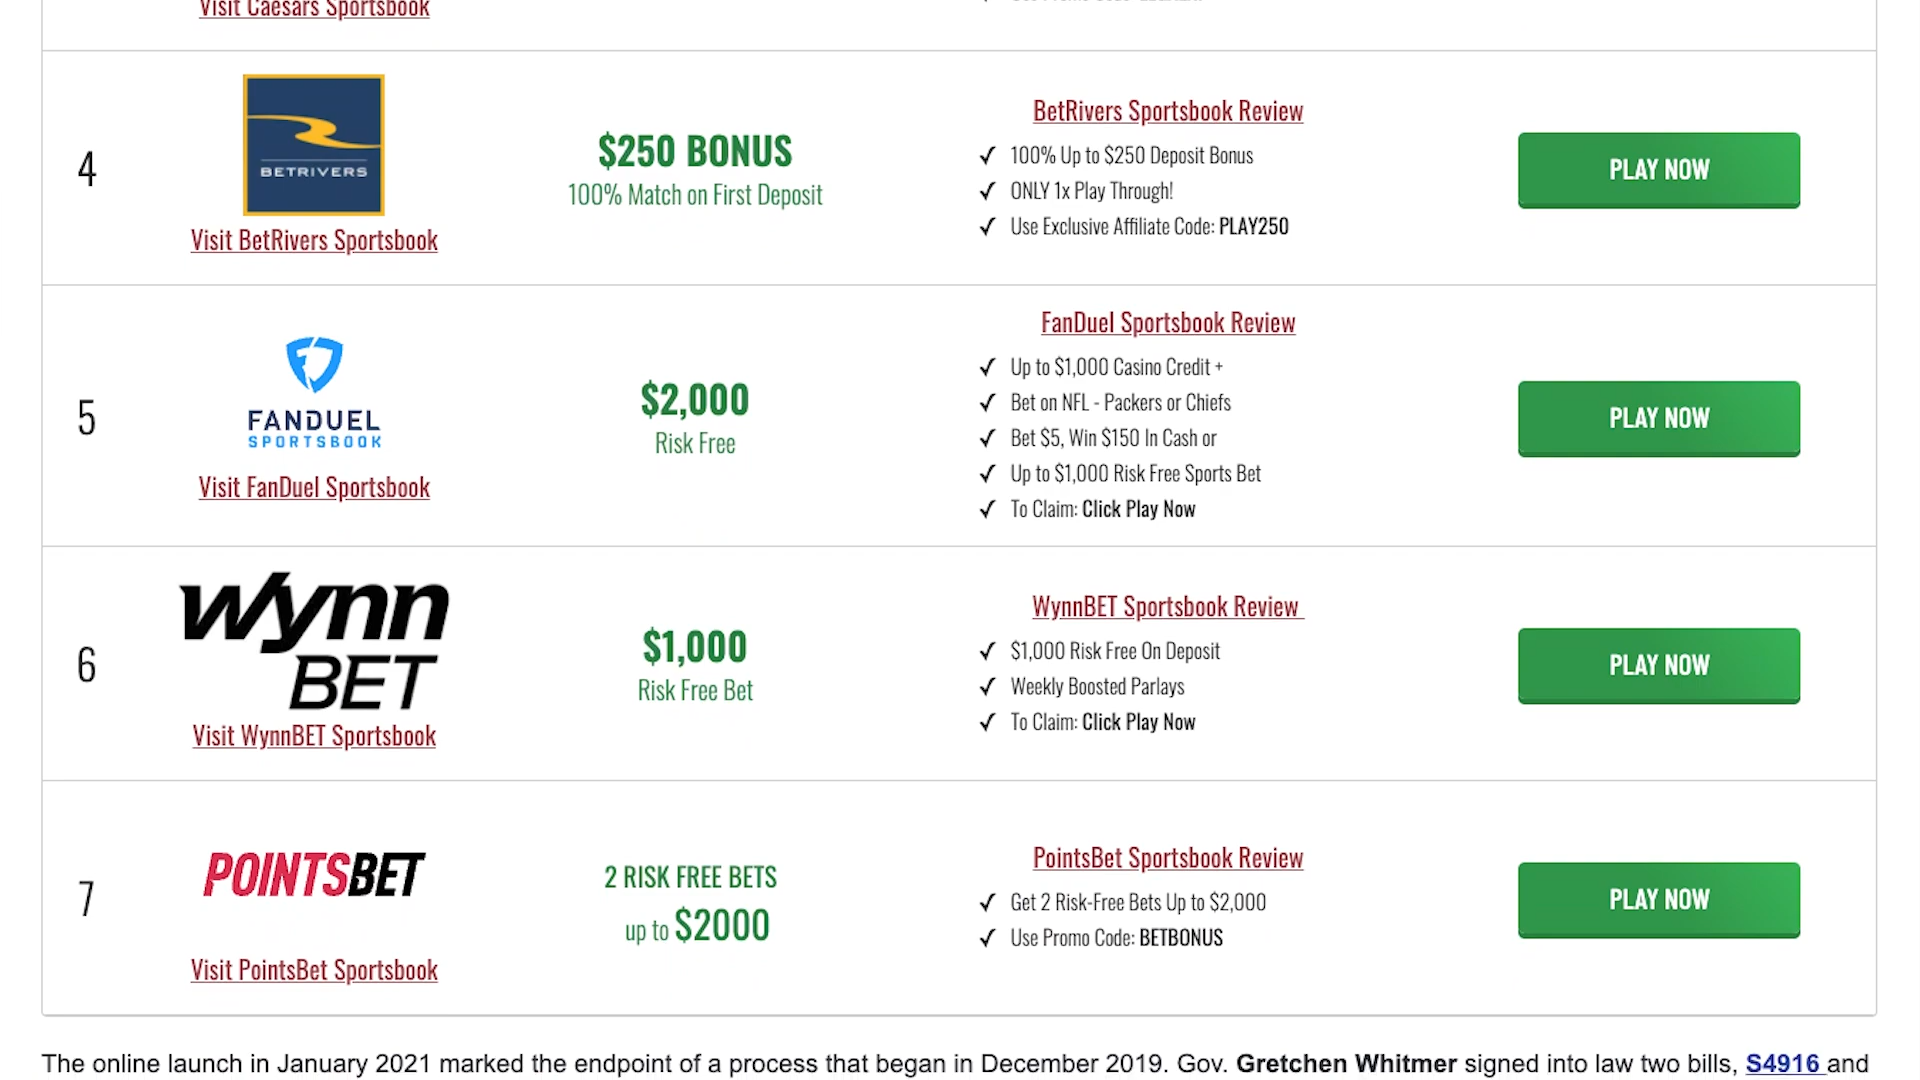 Visit Caesars Sportsbook
4
BETRIVERS
Visit BetRivers Sportsbook
$250 BONUS
100% Match on First Deposit
BetRivers Sportsbook Review
✓ 100% Up to $250 Deposit Bonus
✓ ONLY 1x Play Through!
✓ Use Exclusive Affiliate Code: PLAY250
PLAY NOW
5
FANDUEL
SPORTSBOOK
Visit FanDuel Sportsbook
$2,000
Risk Free
FanDuel Sportsbook Review
✓ Up to $1,000 Casino Credit +
✓ Bet on NFL - Packers or Chiefs
✓ Bet $5, Win $150 In Cash or
✓ Up to $1,000 Risk Free Sports Bet
✓ To Claim: Click Play Now
PLAY NOW
6
Wynn
BET
Visit WynnBET Sportsbook
$1,000
Risk Free Bet
WynnBET Sportsbook Review
✓ $1,000 Risk Free On Deposit
✓ Weekly Boosted Parlays
✓ To Claim: Click Play Now
PLAY NOW
7
POINTSBET
Visit PointsBet Sportsbook
2 RISK FREE BETS
up to $2000
PointsBet Sportsbook Review
✓ Get 2 Risk-Free Bets Up to $2,000
✓ Use Promo Code: BETBONUS
PLAY NOW
The online launch in January 2021 marked the endpoint of a process that began in December 2019. Gov. Gretchen Whitmer signed into law two bills, S4916 and